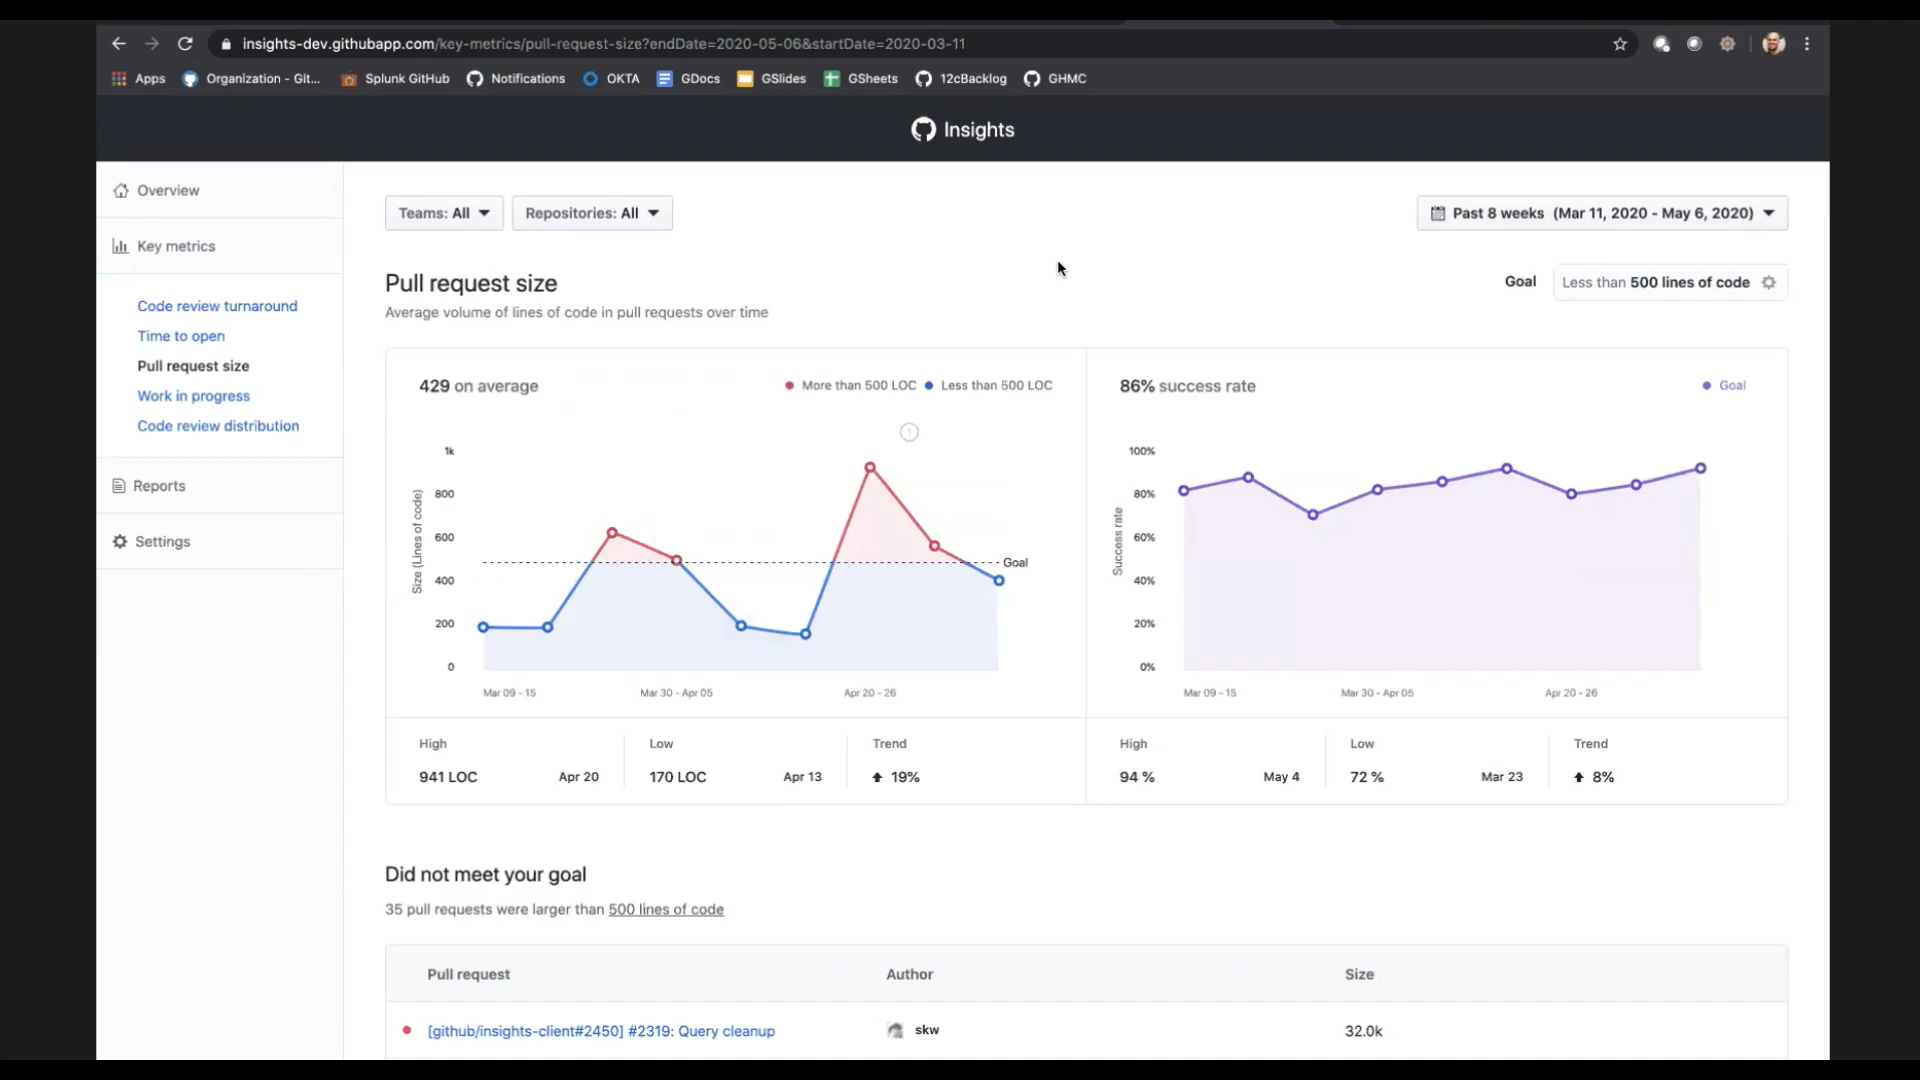 insights-dev.githubapp.com/key-metrics/pull-request-size?endDate=2020-05-06&startDate=2020-03-11
Apps Organization - Git... Splunk GitHub Notifications OKTA GDocs GSlides GSheets 12cBacklog GHMC
Insights
Overview
Key metrics
Code review turnaround
Time to open
Pull request size
Work in progress
Code review distribution
Reports
Settings
Teams: All Repositories: All Past 8 weeks (Mar 11, 2020 - May 6, 2020)
Pull request size
Average volume of lines of code in pull requests over time
Goal Less than 500 lines of code
429 on average
More than 500 LOC Less than 500 LOC
1
Size (Lines of code)
1k
800
600
400
200
0
Goal
Mar 09 - 15 Mar 30 - Apr 05 Apr 20 - 26
High Low Trend
941 LOC Apr 20 170 LOC Apr 13 19%
86% success rate
Goal
Success rate
100%
80%
60%
40%
20%
0%
Mar 09 - 15 Mar 30 - Apr 05 Apr 20 - 26
High Low Trend
94 % May 4 72 % Mar 23 8%
Did not meet your goal
35 pull requests were larger than 500 lines of code
Pull request Author Size
[github/insights-client#2450] #2319: Query cleanup skw 32.0k